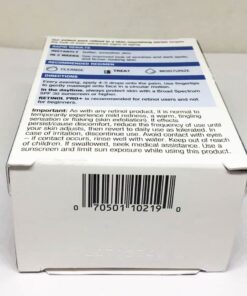 RAPID RESULTS
INSTANTLY
RECOMMENDED REGIMEN
CLEANSE TREAT MOISTURIZE
DIRECTIONS
Every evening, apply 4-5 drops onto the palm. Use fingertips
to gently massage onto face in a circular motion.
In the daytime, always protect skin with a Broad Spectrum
SPF 30 sunscreen or higher.
RETINOL PRO+ is recommended for retinol users and not
for beginners.
Important: As with any retinol product, it is normal to
temporarily experience mild redness, a warm, tingling
sensation or flaking (skin exfoliation). If effects
persist/cause discomfort, reduce the frequency of use until
your skin adjusts, then revert to daily use as tolerated. In
case of irritation, discontinue use. Avoid contact with eyes.
If contact occurs, rinse well with water. Keep out of reach
of children. If swallowed, seek medical assistance. Use a
sunscreen and limit sun exposure while using this product.
0 70501 10219 0